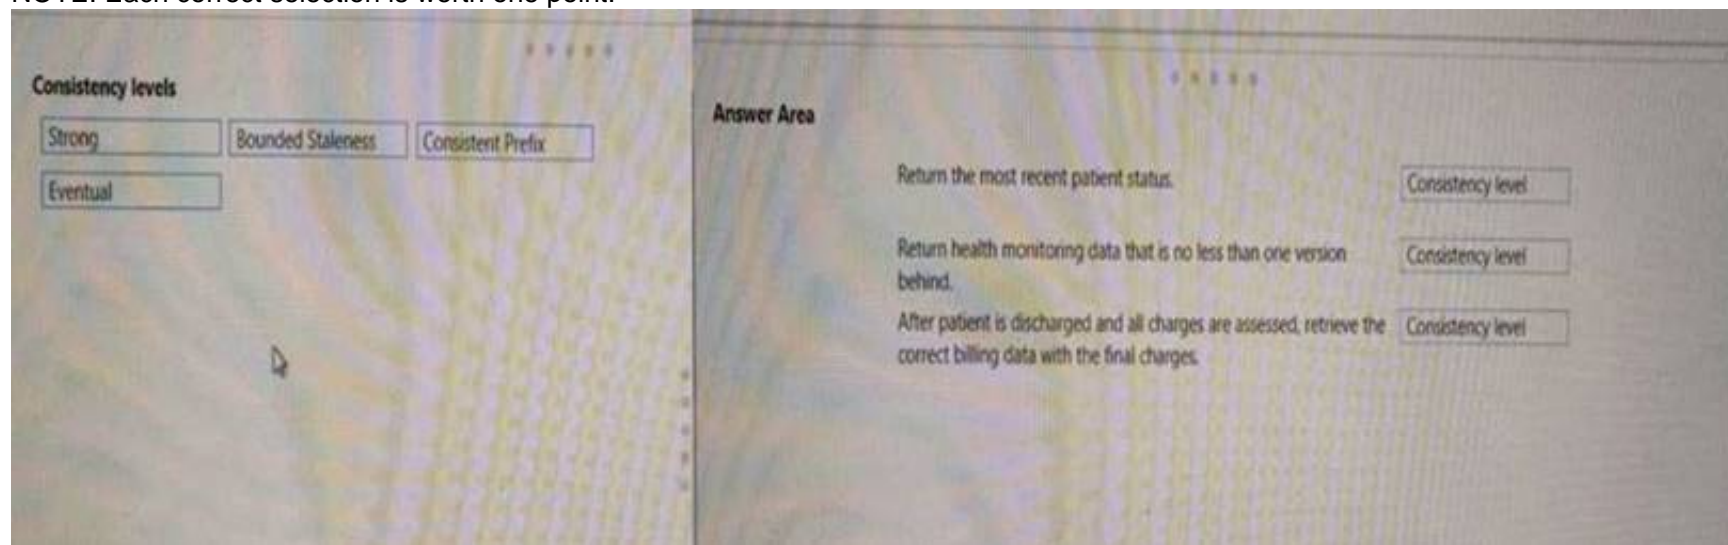 NOTE: Each correct selection is worth one point.
Consistency levels
Strong
Bounded Staleness
Consistent Prefix
Eventual
Answer Area
Return the most recent patient status.
Consistency level
Return health monitoring data that is no less than one version
behind.
Consistency level
After patient is discharged and all charges are assessed, retrieve the
correct billing data with the final charges.
Consistency level